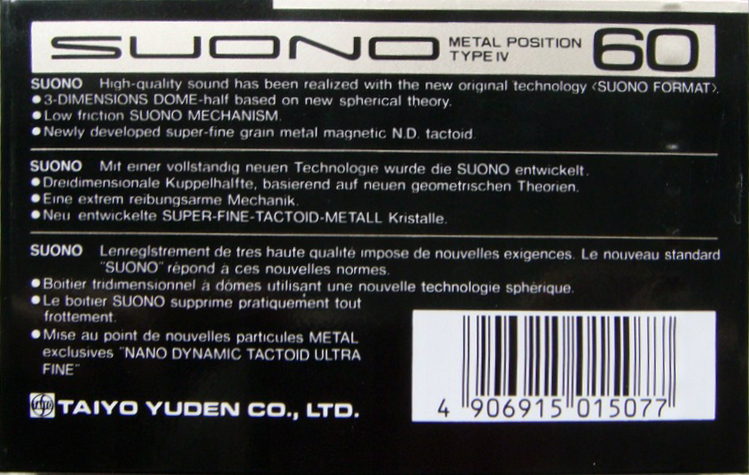 SUONO METAL POSITION 60
TYPE IV
SUONO High-quality sound has been realized with the new original technology <SUONO FORMAT>.
● 3-DIMENSIONS DOME-half based on new spherical theory.
● Low friction SUONO MECHANISM.
● Newly developed super-fine grain metal magnetic N.D. tactoid.
SUONO Mit einer vollstandig neuen Technologie wurde die SUONO entwickelt.
● Dreidimensionale Kuppelhalfte, basierend auf neuen geometrischen Theorien.
● Eine extrem reibungsarme Mechanik.
● Neu entwickelte SUPER-FINE-TACTOID-METALL Kristalle.
SUONO LenregIstrement de tres haute qualité impose de nouvelles exigences. Le nouveau standard
"SUONO" répond à ces nouvelles normes.
● Boitier tridimensionnel à dômes utilisant une nouvelle technologie sphèrique.
● Le boitier SUONO supprime pratiquement tout
frottement.
● Mise au point de nouvelles particules METAL
exclusives "NANO DYNAMIC TACTOID ULTRA
FINE"
TAIYO TAIYO YUDEN CO., LTD.
4 906915 015077